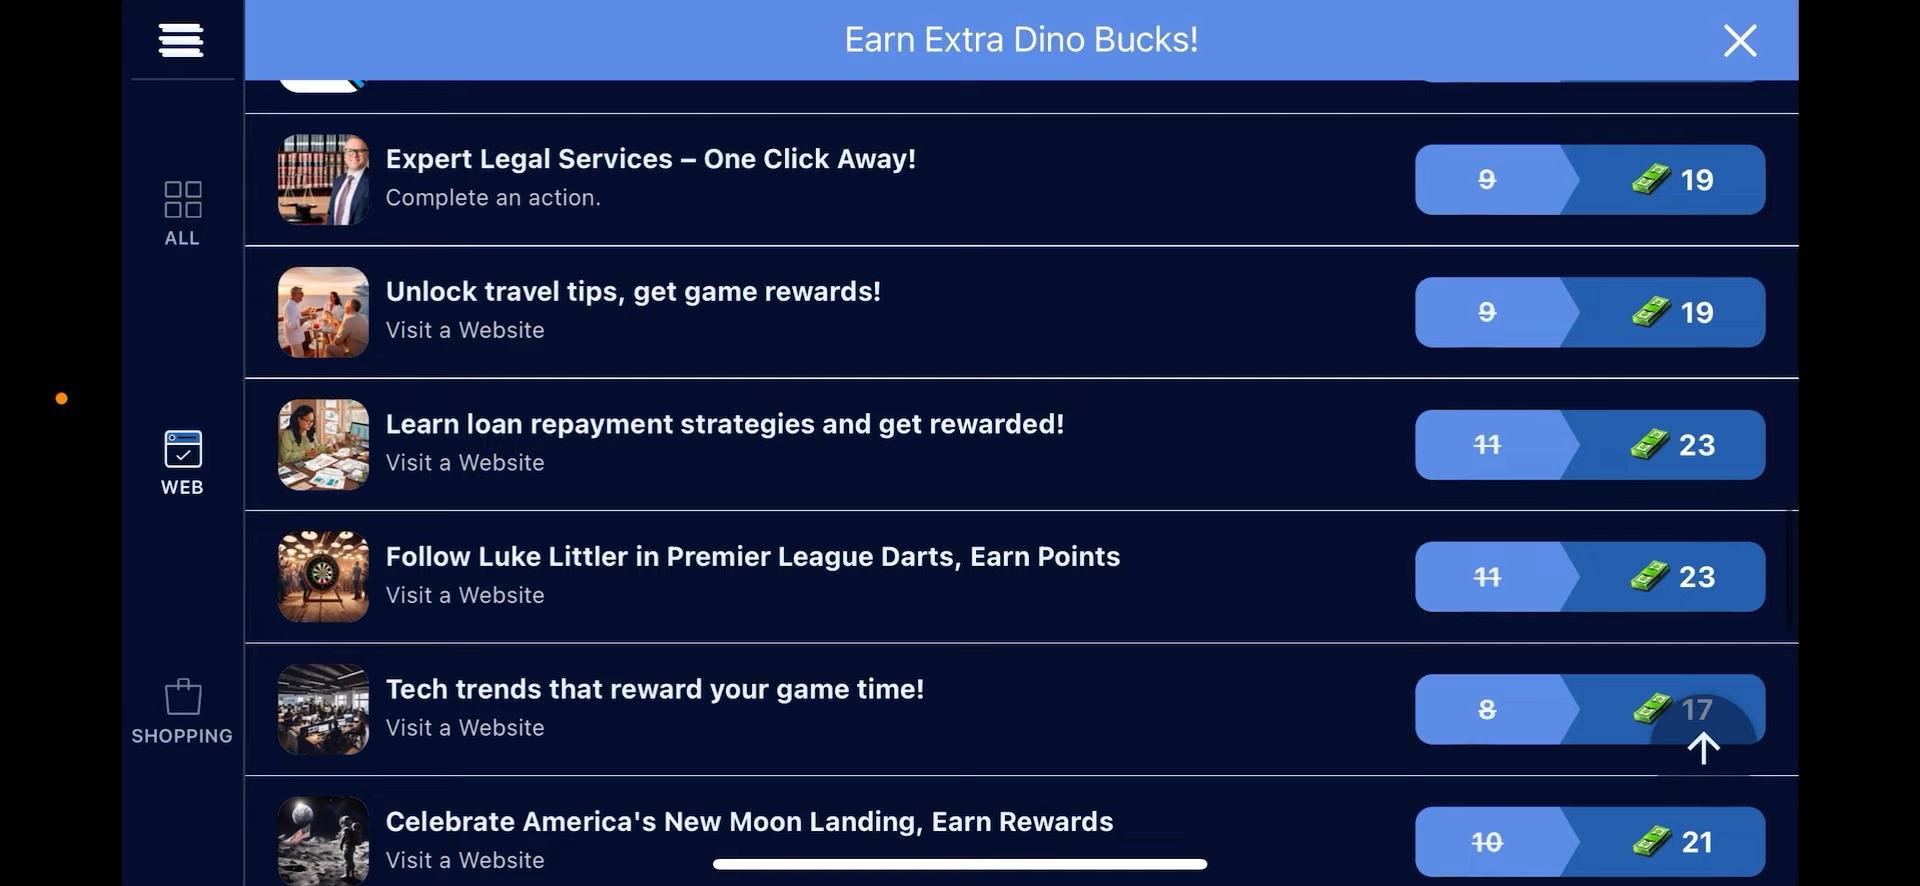 Earn Extra Dino Bucks!
ALL
WEB
SHOPPING
Expert Legal Services – One Click Away!
Complete an action.
9
19
Unlock travel tips, get game rewards!
Visit a Website
9
19
Learn loan repayment strategies and get rewarded!
Visit a Website
11
23
Follow Luke Littler in Premier League Darts, Earn Points
Visit a Website
11
23
Tech trends that reward your game time!
Visit a Website
8
17
Celebrate America's New Moon Landing, Earn Rewards
Visit a Website
10
21